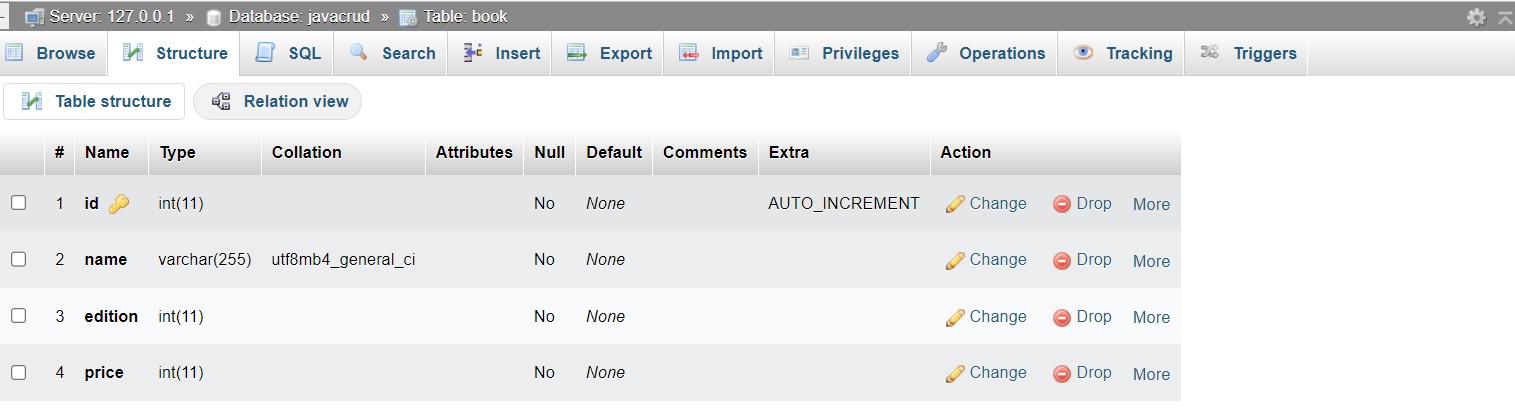 Server: 127.0.0.1 » Database: javacrud » Table: book
Browse Structure SQL Search Insert Export Import Privileges Operations Tracking Triggers
Table structure Relation view
# Name Type Collation Attributes Null Default Comments Extra Action
1 id int(11) No None AUTO_INCREMENT Change Drop More
2 name varchar(255) utf8mb4_general_ci No None Change Drop More
3 edition int(11) No None Change Drop More
4 price int(11) No None Change Drop More